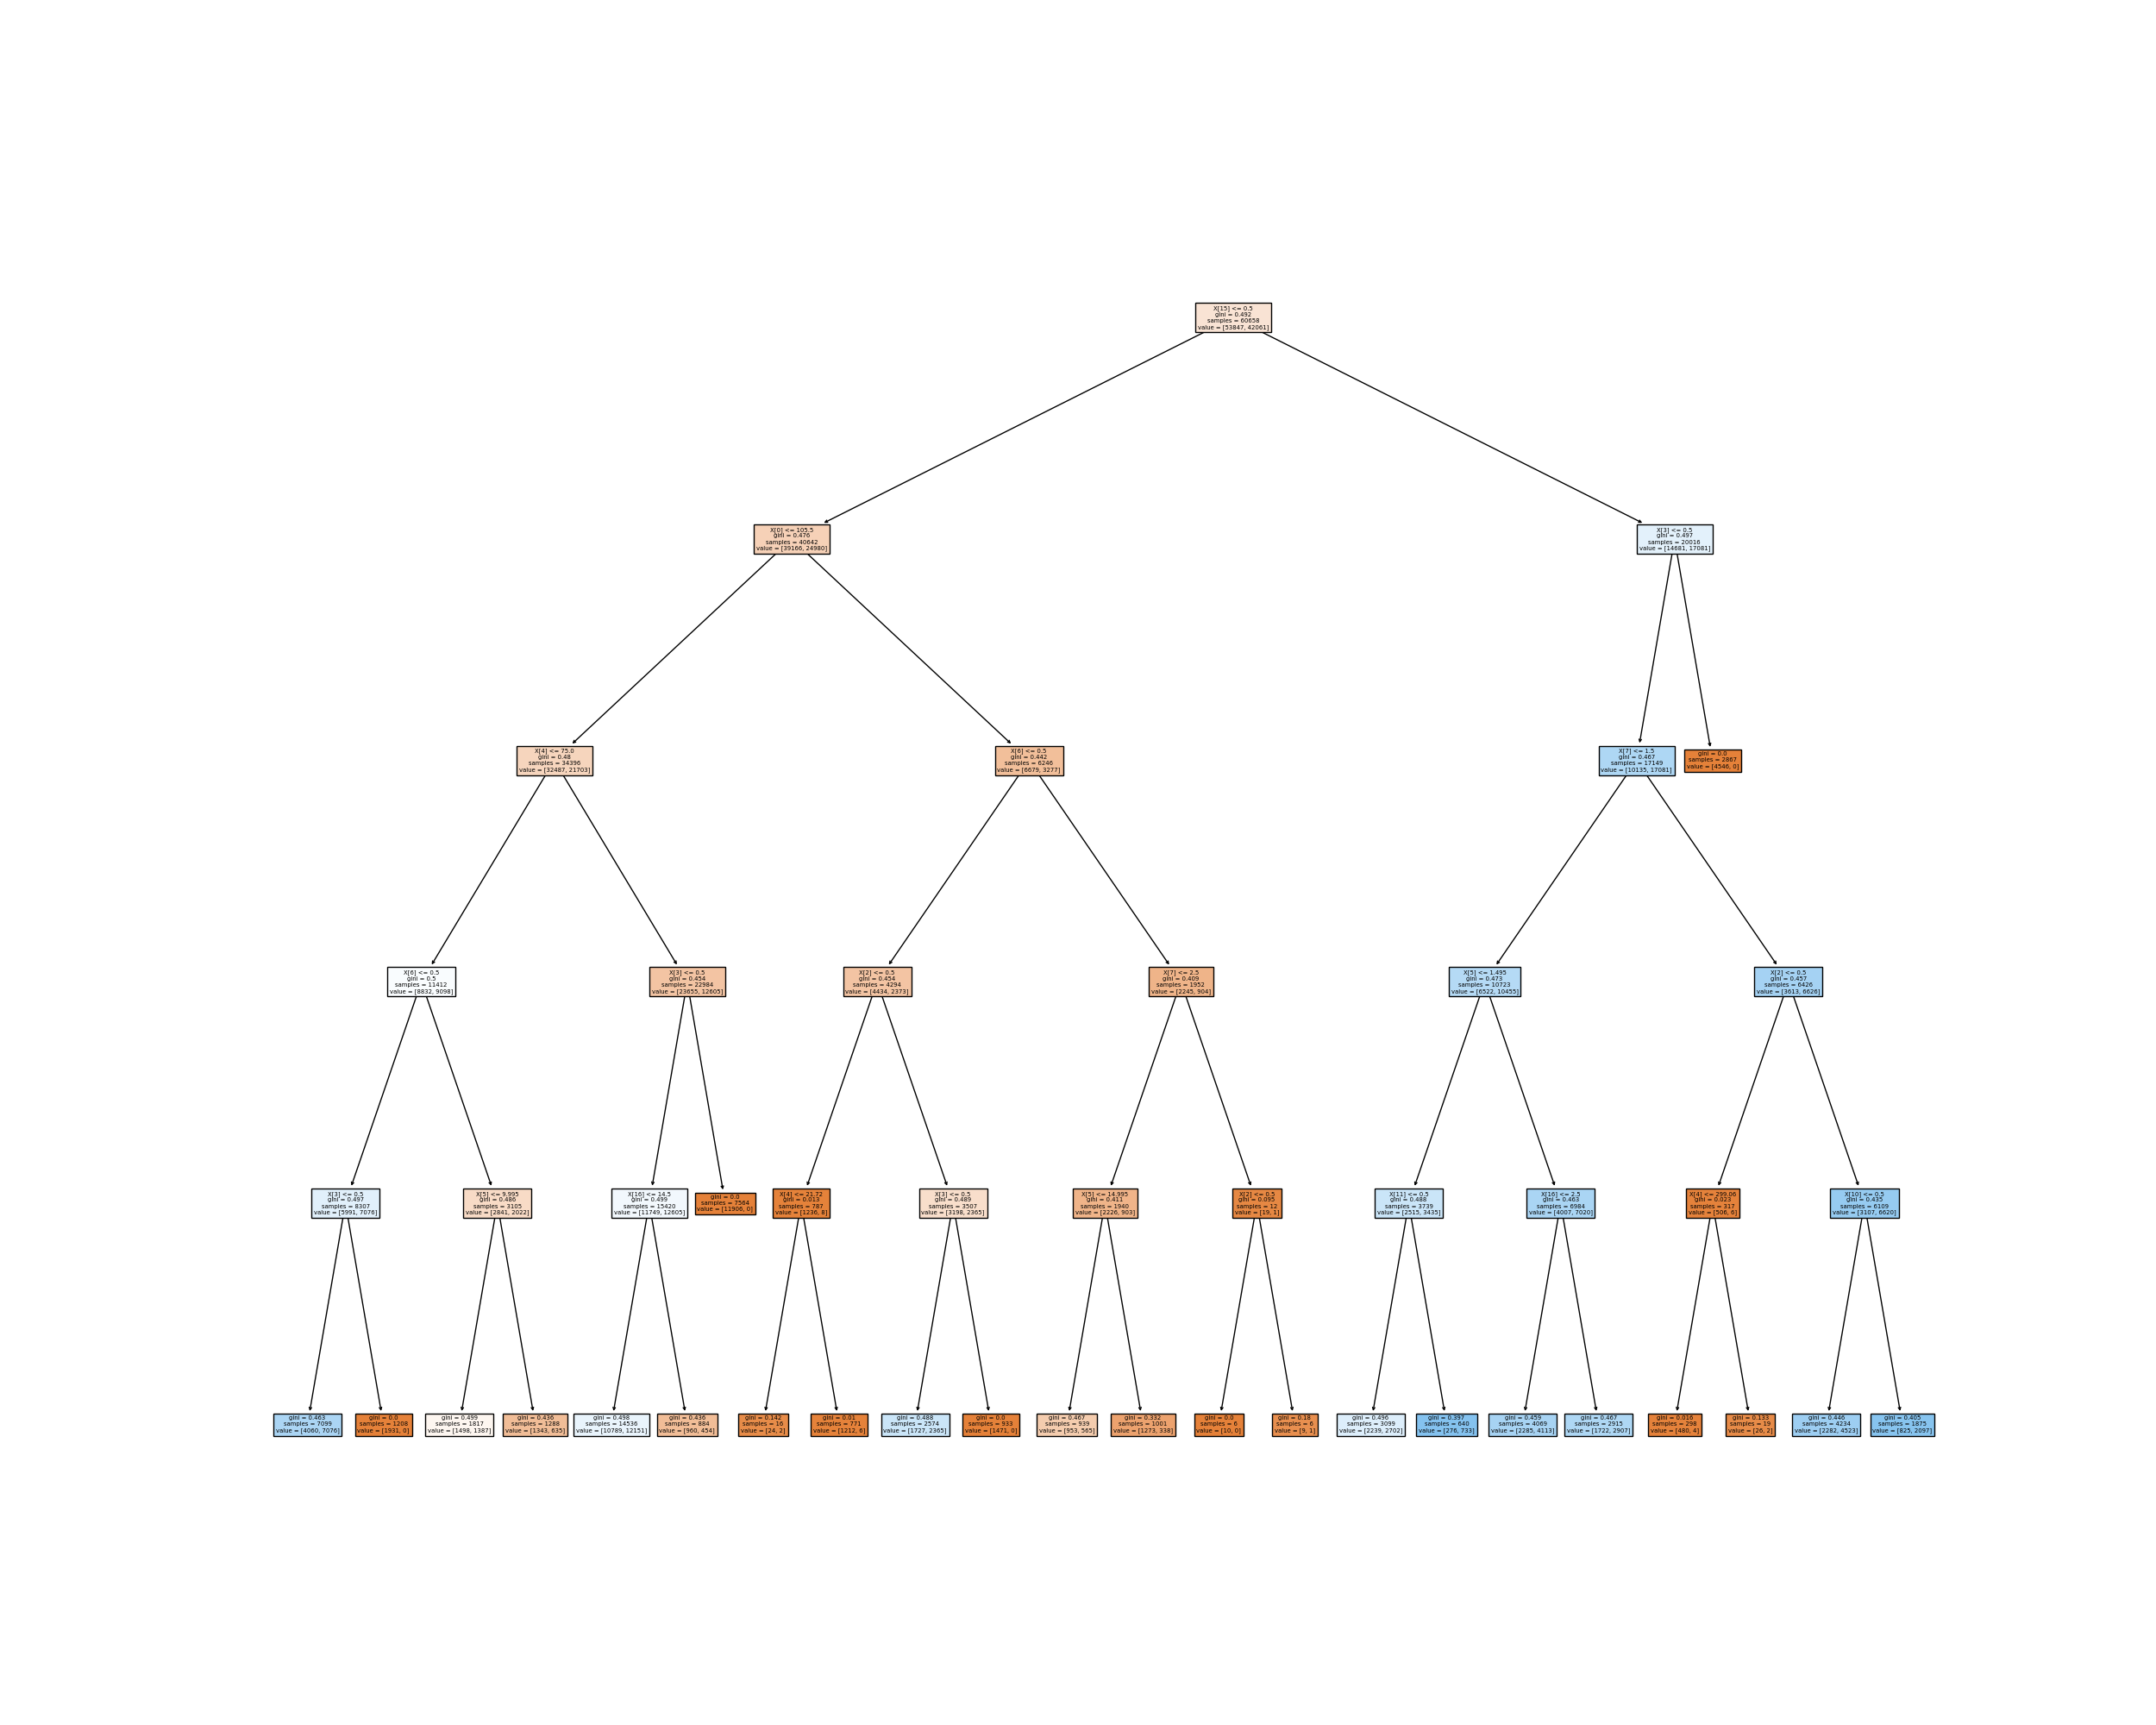 X[15] <= 0.5
gini = 0.492
samples = 60658
value = [53847, 42061]
X[0] <= 105.5
gini = 0.476
samples = 40642
value = [39166, 24980]
X[3] <= 0.5
gini = 0.497
samples = 20016
value = [14681, 17081]
X[4] <= 75.0
gini = 0.48
samples = 34396
value = [32487, 21703]
X[6] <= 0.5
gini = 0.442
samples = 6246
value = [6679, 3277]
X[7] <= 1.5
gini = 0.467
samples = 17149
value = [10135, 17081]
gini = 0.0
samples = 2867
value = [4546, 0]
X[6] <= 0.5
gini = 0.5
samples = 11412
value = [8832, 9098]
X[3] <= 0.5
gini = 0.454
samples = 22984
value = [23655, 12605]
X[2] <= 0.5
gini = 0.454
samples = 4294
value = [4434, 2373]
X[7] <= 2.5
gini = 0.409
samples = 1952
value = [2245, 904]
X[5] <= 1.495
gini = 0.473
samples = 10723
value = [6522, 10455]
X[2] <= 0.5
gini = 0.457
samples = 6426
value = [3613, 6626]
X[3] <= 0.5
gini = 0.497
samples = 8307
value = [5991, 7076]
X[5] <= 9.995
gini = 0.486
samples = 3105
value = [2841, 2022]
X[16] <= 14.5
gini = 0.499
samples = 15420
value = [11749, 12605]
gini = 0.0
samples = 7564
value = [11906, 0]
X[4] <= 21.72
gini = 0.013
samples = 787
value = [1236, 8]
X[3] <= 0.5
gini = 0.489
samples = 3507
value = [3198, 2365]
X[5] <= 14.995
gini = 0.411
samples = 1940
value = [2226, 903]
X[2] <= 0.5
gini = 0.095
samples = 12
value = [19, 1]
X[11] <= 0.5
gini = 0.488
samples = 3739
value = [2515, 3435]
X[16] <= 2.5
gini = 0.463
samples = 6984
value = [4007, 7020]
X[4] <= 299.06
gini = 0.023
samples = 317
value = [506, 6]
X[10] <= 0.5
gini = 0.435
samples = 6109
value = [3107, 6620]
gini = 0.463
samples = 7099
value = [4060, 7076]
gini = 0.0
samples = 1208
value = [1931, 0]
gini = 0.499
samples = 1817
value = [1498, 1387]
gini = 0.436
samples = 1288
value = [1343, 635]
gini = 0.498
samples = 14536
value = [10789, 12151]
gini = 0.436
samples = 884
value = [960, 454]
gini = 0.142
samples = 16
value = [24, 2]
gini = 0.01
samples = 771
value = [1212, 6]
gini = 0.488
samples = 2574
value = [1727, 2365]
gini = 0.0
samples = 933
value = [1471, 0]
gini = 0.467
samples = 939
value = [953, 565]
gini = 0.332
samples = 1001
value = [1273, 338]
gini = 0.0
samples = 6
value = [10, 0]
gini = 0.18
samples = 6
value = [9, 1]
gini = 0.496
samples = 3099
value = [2239, 2702]
gini = 0.397
samples = 640
value = [276, 733]
gini = 0.459
samples = 4069
value = [2285, 4113]
gini = 0.467
samples = 2915
value = [1722, 2907]
gini = 0.016
samples = 298
value = [480, 4]
gini = 0.133
samples = 19
value = [26, 2]
gini = 0.446
samples = 4234
value = [2282, 4523]
gini = 0.405
samples = 1875
value = [825, 2097]